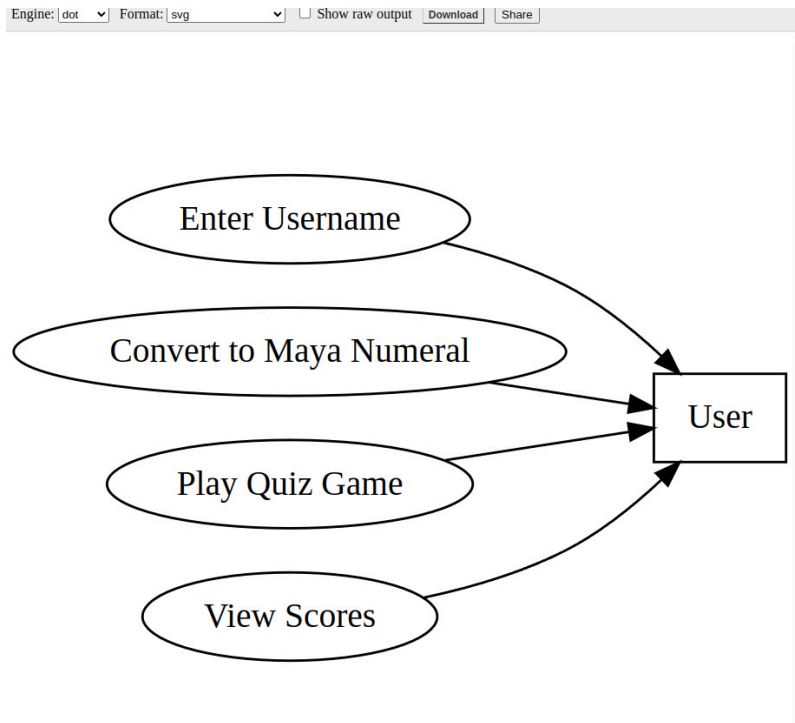 Engine: dot Format: svg Show raw output Download Share
Enter Username
Convert to Maya Numeral
User
Play Quiz Game
View Scores